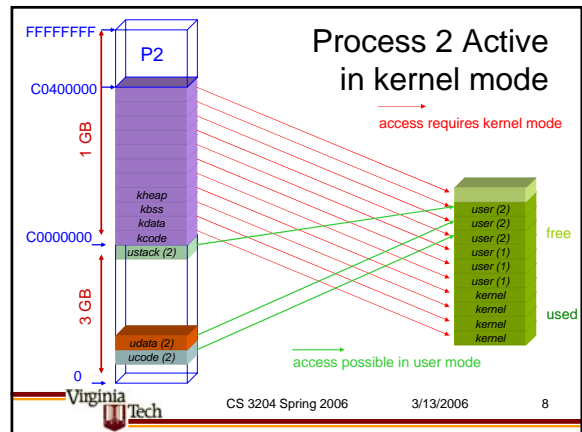 Process 2 Active
in kernel mode
FFFFFFFF
P2
C0400000
access requires kernel mode
1 GB
kheap
kbss
kdata
kcode
C0000000
ustack (2)
user (2)
user (2)
user (2)
user (1)
user (1)
user (1)
kernel
kernel
kernel
kernel
free
used
3 GB
udata (2)
ucode (2)
access possible in user mode
0
Virginia Tech
CS 3204 Spring 2006
3/13/2006
8